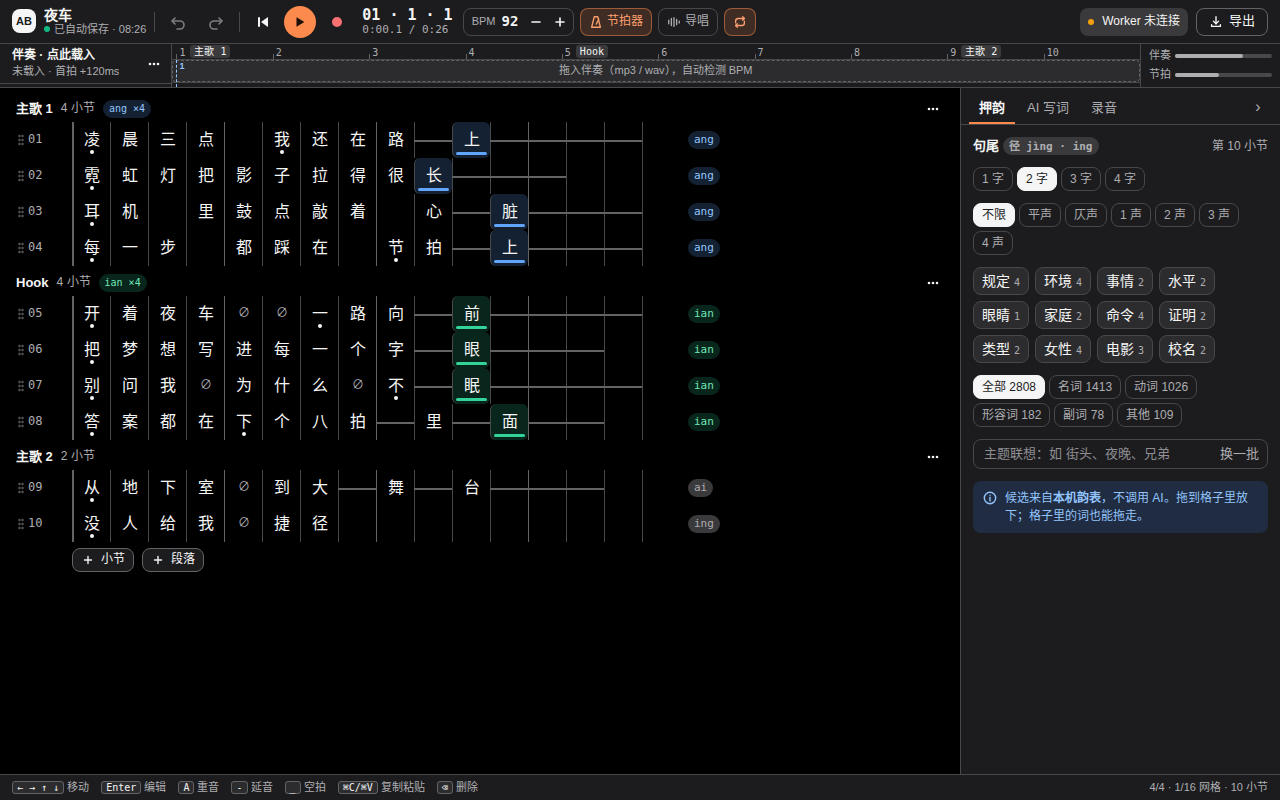 AB 夜车 已自动保存 · 08:26 01 · 1 · 1 0:00.1 / 0:26 BPM 92 − + 节拍器 导唱 Worker 未连接 导出
伴奏 · 点此载入
未载入 · 首拍 +120ms
1 主歌 1 2 3 4 5 Hook 6 7 8 9 主歌 2 10
1 拖入伴奏（mp3 / wav），自动检测 BPM
伴奏
节拍
主歌 1 4 小节 ang ×4
01 凌 晨 三 点 我 还 在 路 上 ang
02 霓 虹 灯 把 影 子 拉 得 很 长 ang
03 耳 机 里 鼓 点 敲 着 心 脏 ang
04 每 一 步 都 踩 在 节 拍 上 ang
Hook 4 小节 ian ×4
05 开 着 夜 车 ∅ ∅ 一 路 向 前 ian
06 把 梦 想 写 进 每 一 个 字 眼 ian
07 别 问 我 ∅ 为 什 么 ∅ 不 眠 ian
08 答 案 都 在 下 个 八 拍 里 面 ian
主歌 2 2 小节
09 从 地 下 室 ∅ 到 大 舞 台 ai
10 没 人 给 我 ∅ 捷 径 ing
+ 小节 + 段落
押韵 AI 写词 录音 ›
句尾 径 jìng · ing 第 10 小节
1 字 2 字 3 字 4 字
不限 平声 仄声 1 声 2 声 3 声
4 声
规定 4 环境 4 事情 2 水平 2
眼睛 1 家庭 2 命令 4 证明 2
类型 2 女性 4 电影 3 校名 2
全部 2808 名词 1413 动词 1026
形容词 182 副词 78 其他 109
主题联想：如 街头、夜晚、兄弟 换一批
候选来自本机韵表，不调用 AI。拖到格子里放
下；格子里的词也能拖走。
← → ↑ ↓ 移动 Enter 编辑 A 重音 - 延音 _ 空拍 ⌘C/⌘V 复制粘贴 ⌫ 删除 4/4 · 1/16 网格 · 10 小节